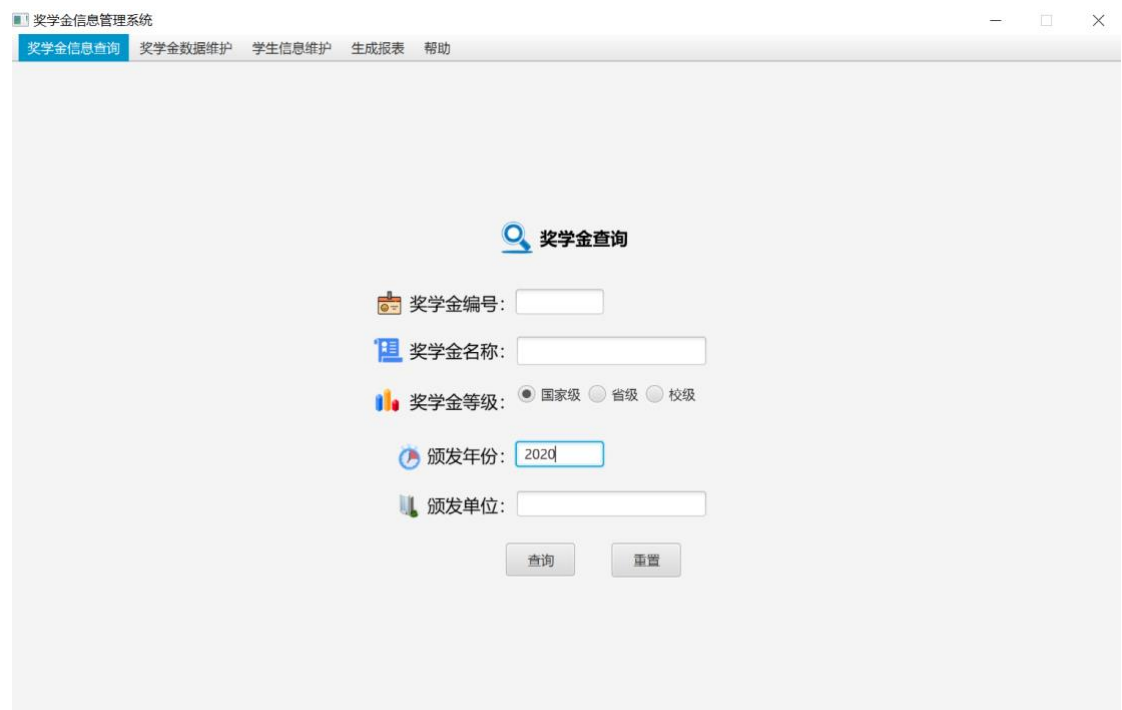 奖学金信息管理系统
奖学金信息查询 奖学金数据维护 学生信息维护 生成报表 帮助
奖学金查询
奖学金编号：
奖学金名称：
奖学金等级： 国家级 省级 校级
颁发年份： 2020
颁发单位：
查询 重置